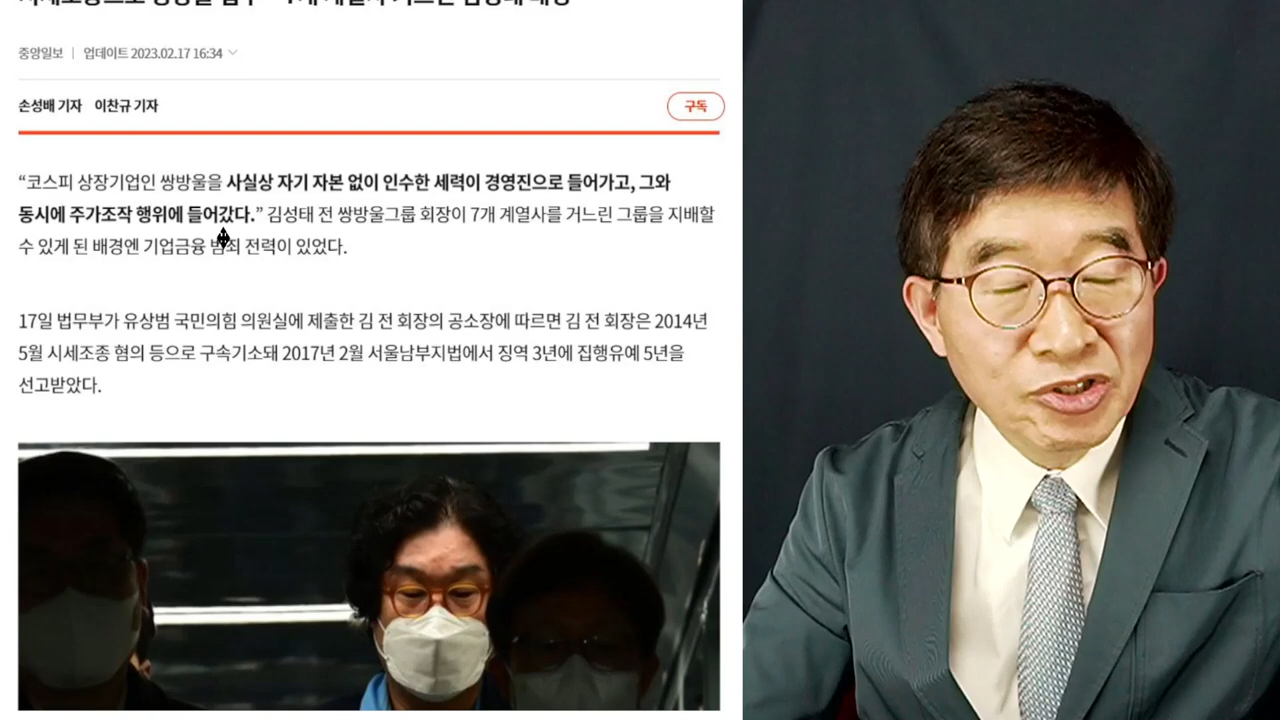 중앙일보 | 업데이트 2023.02.17 16:34
손성배 기자 이찬규 기자
구독
“코스피 상장기업인 쌍방울을 사실상 자기 자본 없이 인수한 세력이 경영진으로 들어가고, 그와
동시에 주가조작 행위에 들어갔다.” 김성태 전 쌍방울그룹 회장이 7개 계열사를 거느린 그룹을 지배할
수 있게 된 배경엔 기업금융 범죄 전력이 있었다.
17일 법무부가 유상범 국민의힘 의원실에 제출한 김 전 회장의 공소장에 따르면 김 전 회장은 2014년
5월 시세조종 혐의 등으로 구속기소돼 2017년 2월 서울남부지법에서 징역 3년에 집행유예 5년을
선고받았다.